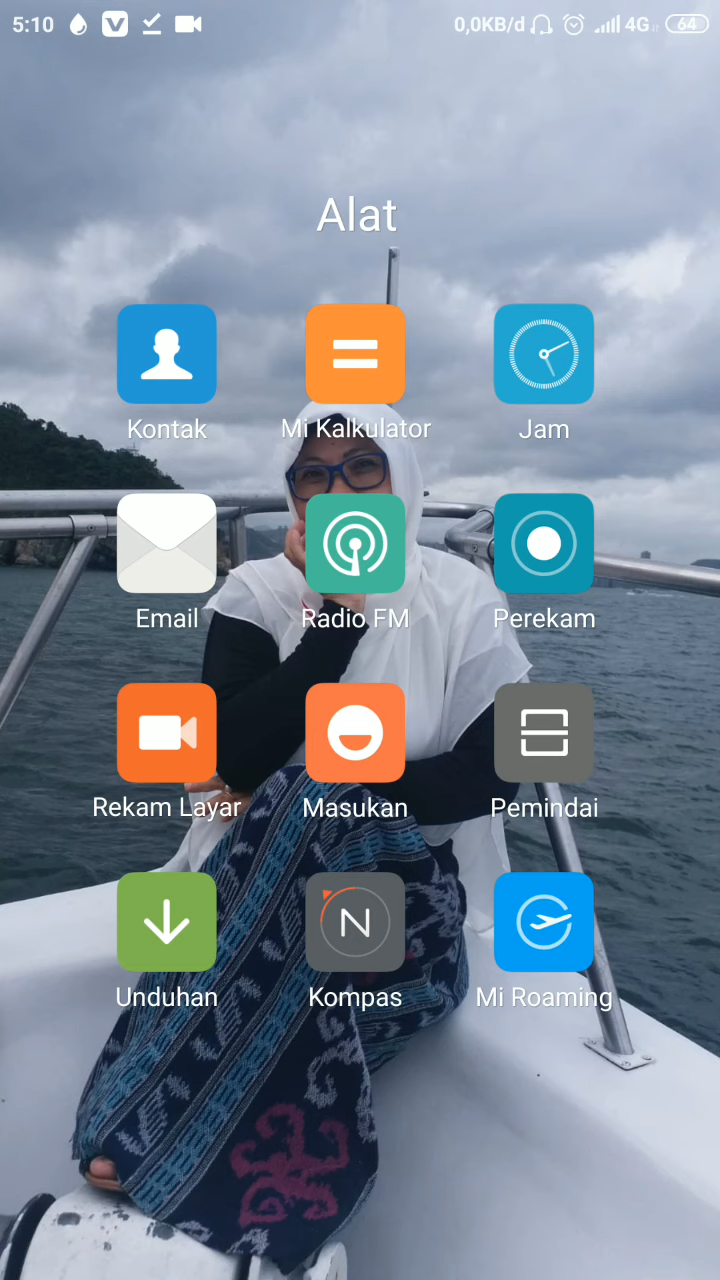 5:10 0,0KB/d 4G 64
Alat
Kontak Mi Kalkulator Jam
Email Radio FM Perekam
Rekam Layar Masukan Pemindai
N
Unduhan Kompas Mi Roaming